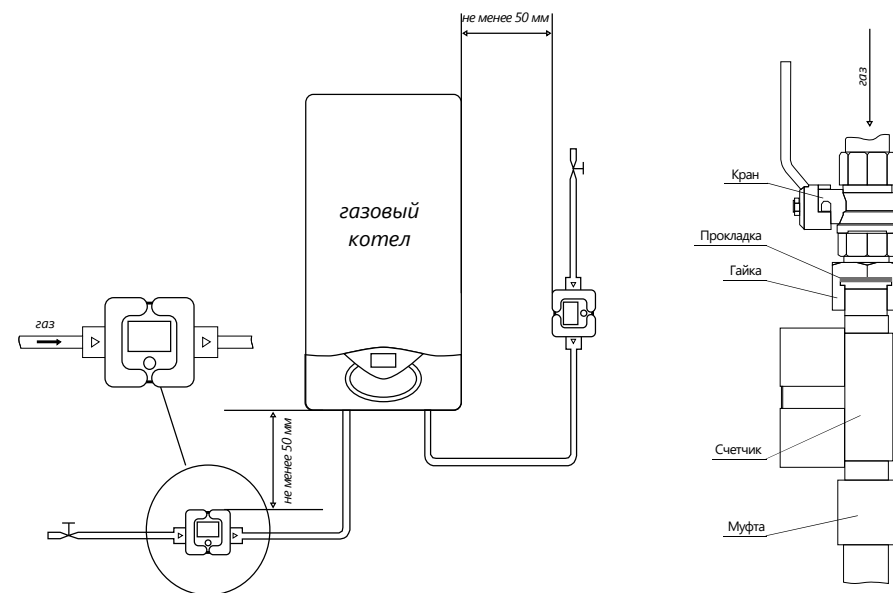 не менее 50 мм
газовый
котел
газ
не менее 50 мм
газ
Кран
Прокладка
Гайка
Счетчик
Муфта